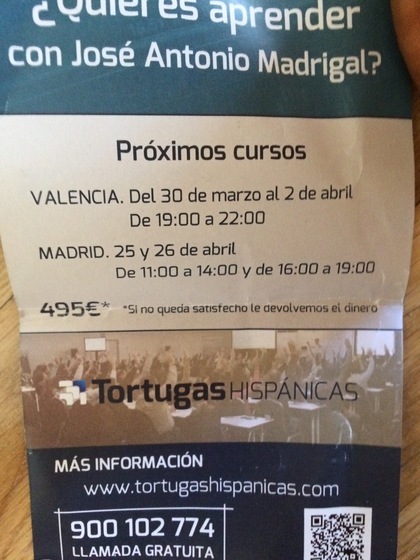 ¿Quieres aprender
con José Antonio Madrigal?
Próximos cursos
VALENCIA. Del 30 de marzo al 2 de abril
De 19:00 a 22:00
MADRID. 25 y 26 de abril
De 11:00 a 14:00 y de 16:00 a 19:00
495€* *Si no queda satisfecho le devolvemos el dinero
Tortugas HISPÁNICAS
MÁS INFORMACIÓN
www.tortugashispanicas.com
900 102 774
LLAMADA GRATUITA